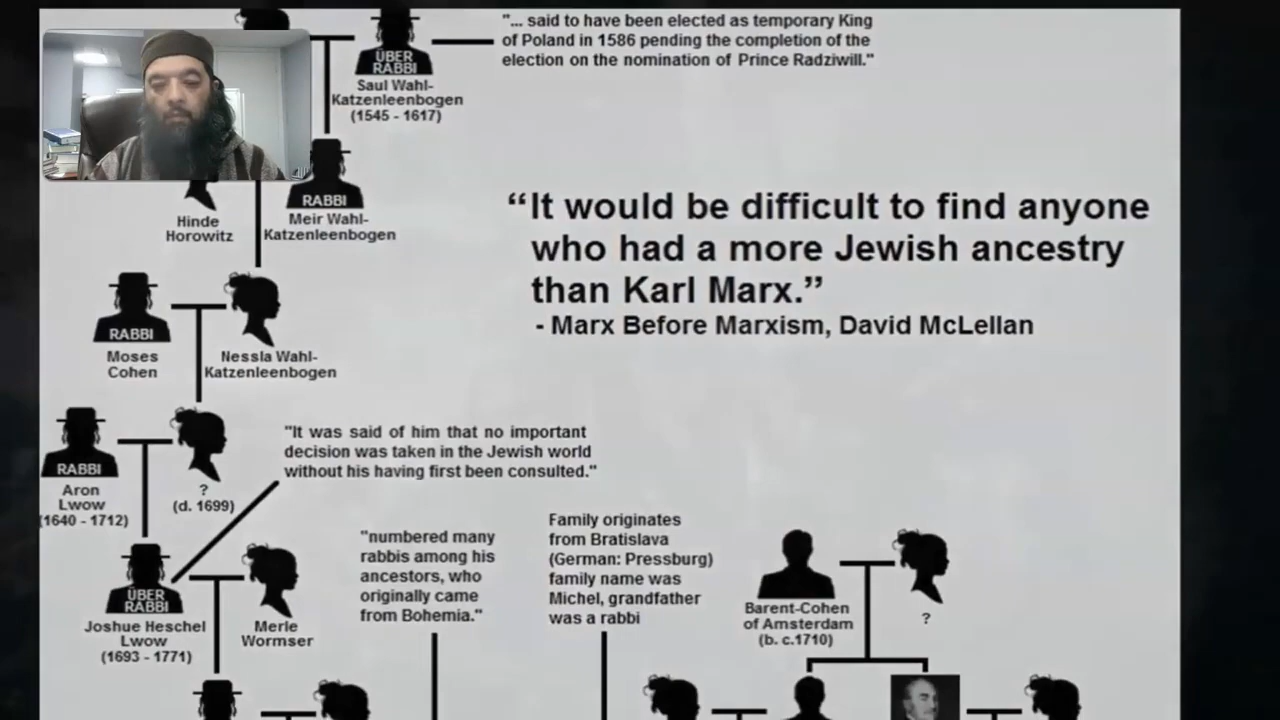 "... said to have been elected as temporary King
of Poland in 1586 pending the completion of the
election on the nomination of Prince Radziwill."
ÜBER
RABBI
Saul Wahl-
Katzenleenbogen
(1545 - 1617)
RABBI
Hinde
Horowitz
Meir Wahl-
Katzenleenbogen
“It would be difficult to find anyone
who had a more Jewish ancestry
than Karl Marx.”
- Marx Before Marxism, David McLellan
RABBI
Moses
Cohen
Nessla Wahl-
Katzenleenbogen
RABBI
Aron
Lwow
(1640 - 1712)
?
(d. 1699)
"It was said of him that no important
decision was taken in the Jewish world
without his having first been consulted."
ÜBER
RABBI
Joshue Heschel
Lwow
(1693 - 1771)
Merle
Wormser
"numbered many
rabbis among his
ancestors, who
originally came
from Bohemia."
Family originates
from Bratislava
(German: Pressburg)
family name was
Michel, grandfather
was a rabbi
Barent-Cohen
of Amsterdam
(b. c.1710)
?